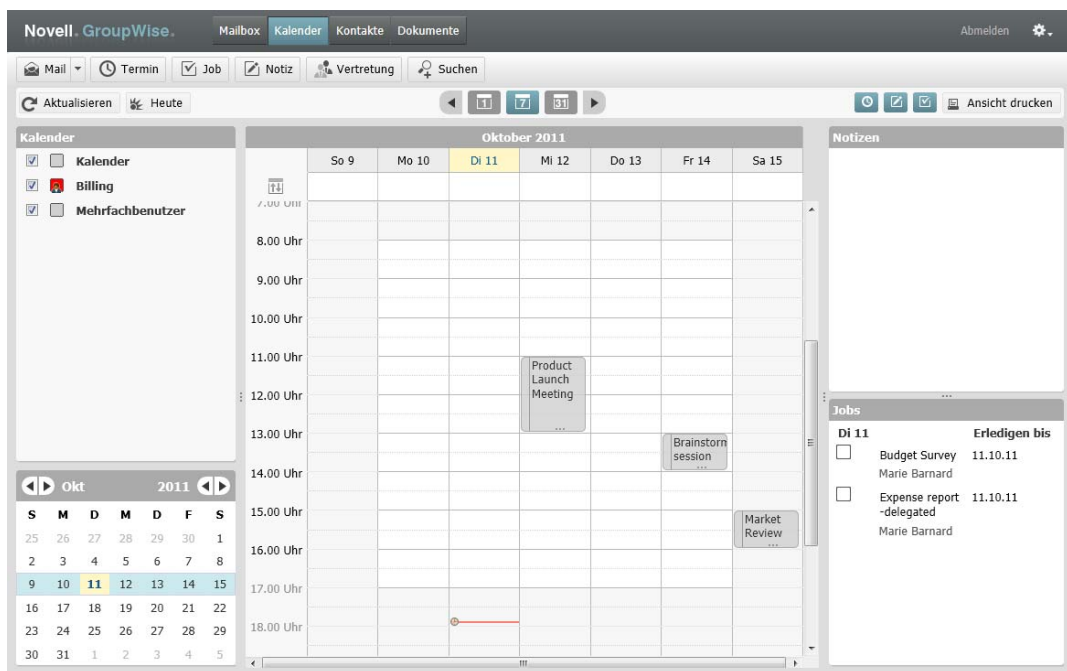 Novell. GroupWise. Mailbox Kalender Kontakte Dokumente Abmelden
Mail Termin Job Notiz Vertretung Suchen
Aktualisieren Heute 1 7 31 Ansicht drucken
Kalender
Kalender
Billing
Mehrfachbenutzer
Okt 2011
S M D M D F S
25 26 27 28 29 30 1
2 3 4 5 6 7 8
9 10 11 12 13 14 15
16 17 18 19 20 21 22
23 24 25 26 27 28 29
30 31 1 2 3 4 5
Oktober 2011
So 9 Mo 10 Di 11 Mi 12 Do 13 Fr 14 Sa 15
7.00 Uhr
8.00 Uhr
9.00 Uhr
10.00 Uhr
11.00 Uhr
Product
Launch
Meeting
...
12.00 Uhr
13.00 Uhr
Brainstorm
session
...
14.00 Uhr
15.00 Uhr
Market
Review
...
16.00 Uhr
17.00 Uhr
18.00 Uhr
Notizen
Jobs
Di 11 Erledigen bis
Budget Survey 11.10.11
Marie Barnard
Expense report 11.10.11
-delegated
Marie Barnard